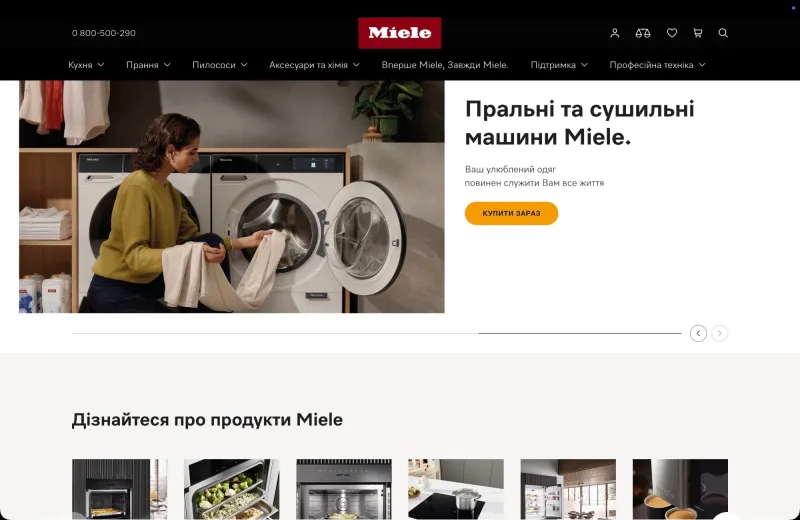 0 800-500-290
Miele
Кухня
Прання
Пилососи
Аксесуари та хімія
Вперше Miele, Завжди Miele.
Підтримка
Професійна техніка
Пральні та сушильні
машини Miele.
Ваш улюблений одяг
повинен служити Вам все життя
КУПИТИ ЗАРАЗ
Дізнайтеся про продукти Miele